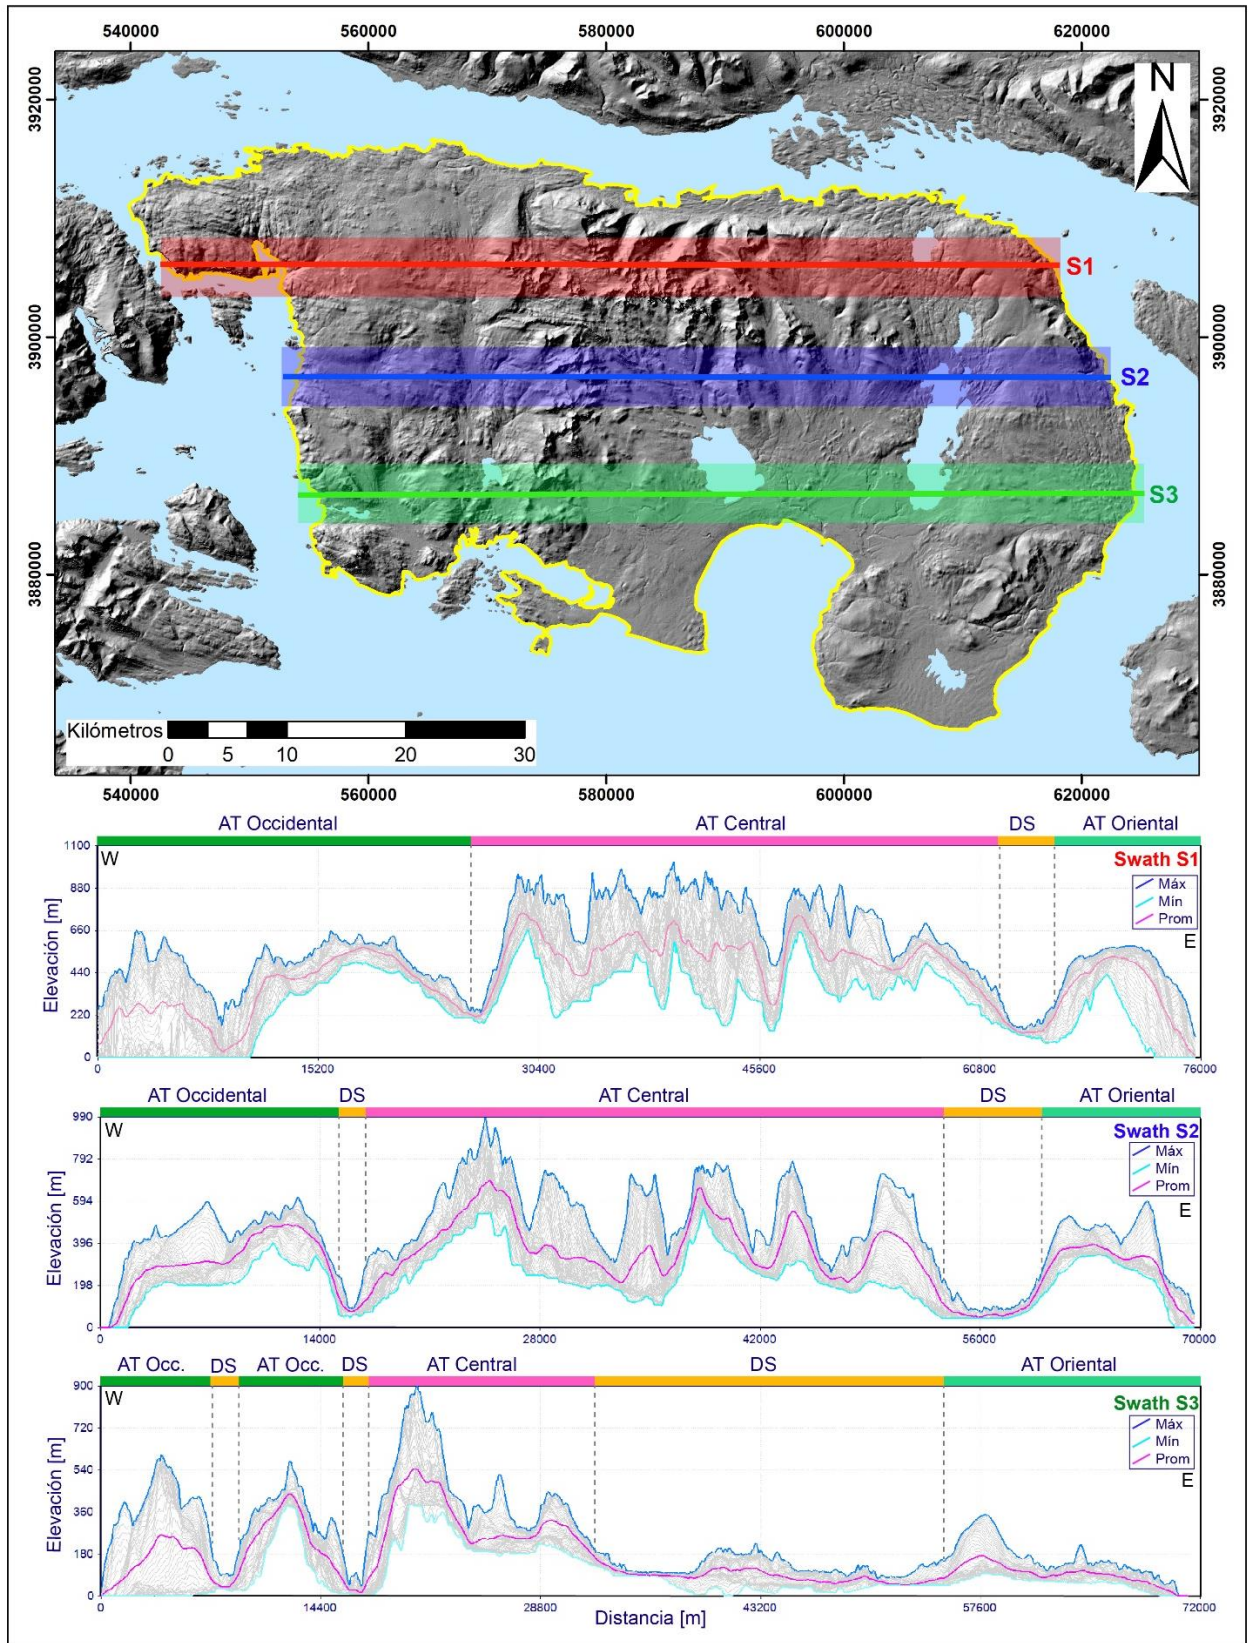 540000 560000 580000 600000 620000
3920000 3920000
N
S1
3900000 3900000
S2
S3
3880000 3880000
Kilómetros
0 5 10 20 30
540000 560000 580000 600000 620000
AT Occidental AT Central DS AT Oriental
1100 W Swath S1
Máx
880 Mín
Prom
660 E
Elevación [m]
440
220
0
0 15200 30400 45600 60800 76000
AT Occidental DS AT Central DS AT Oriental
990 W Swath S2
Máx
792 Mín
Prom
594 E
Elevación [m]
396
198
0
0 14000 28000 42000 56000 70000
AT Occ. DS AT Occ. DS AT Central DS AT Oriental
900 W Swath S3
Máx
720 Mín
Prom
540 E
Elevación [m]
360
180
0
0 14400 28800 43200 57600 72000
Distancia [m]